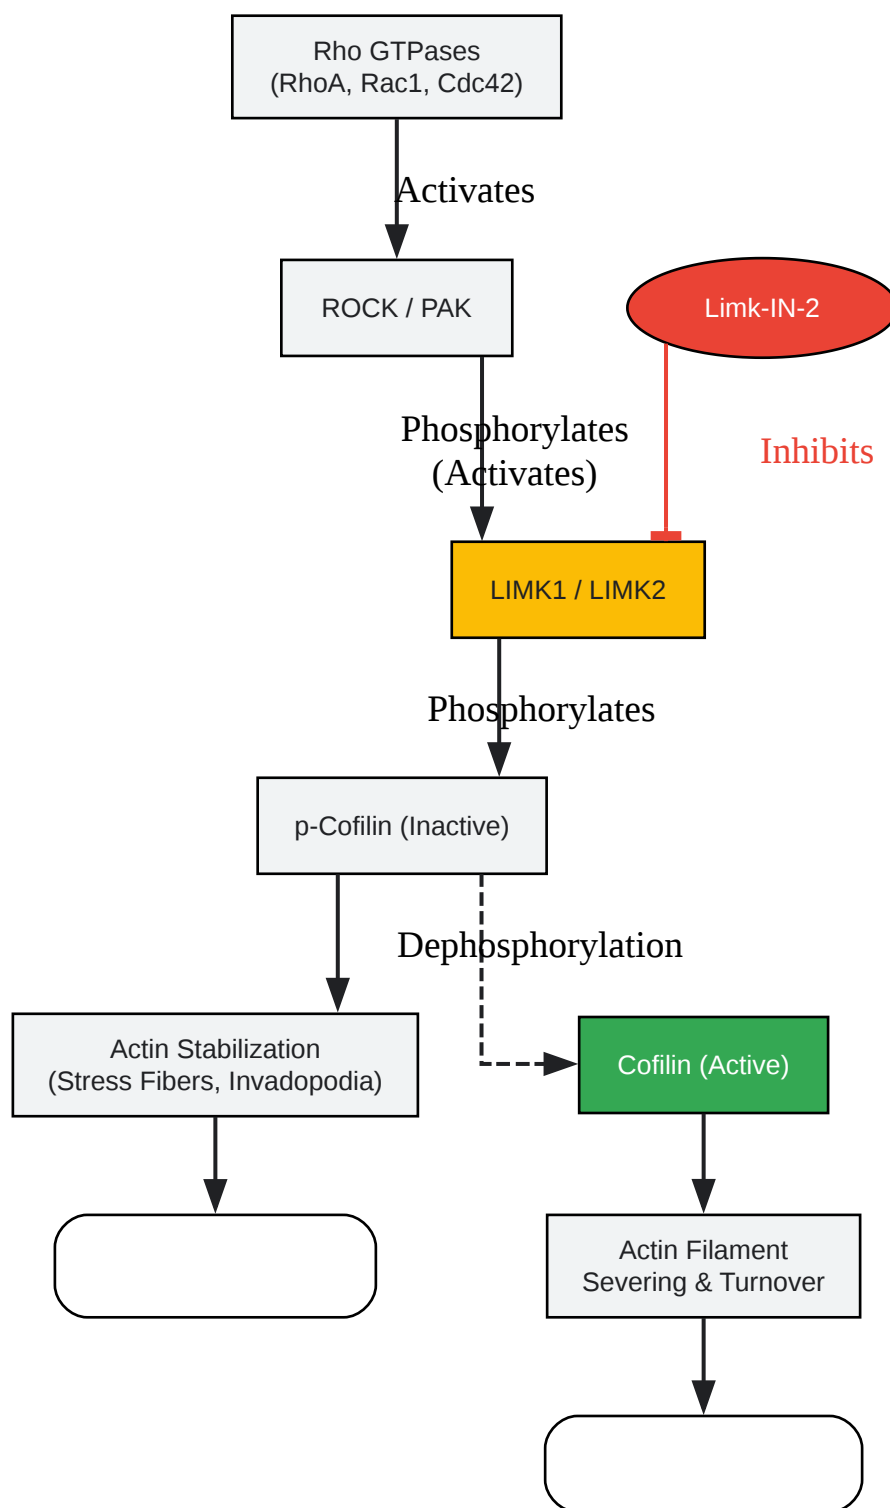 Rho GTPases
(RhoA, Rac1, Cdc42)
Activates
ROCK / PAK
Limk-IN-2
Phosphorylates
(Activates)
Inhibits
LIMK1 / LIMK2
Phosphorylates
p-Cofilin (Inactive)
Dephosphorylation
Actin Stabilization
(Stress Fibers, Invadopodia)
Cofilin (Active)
Actin Filament
Severing & Turnover